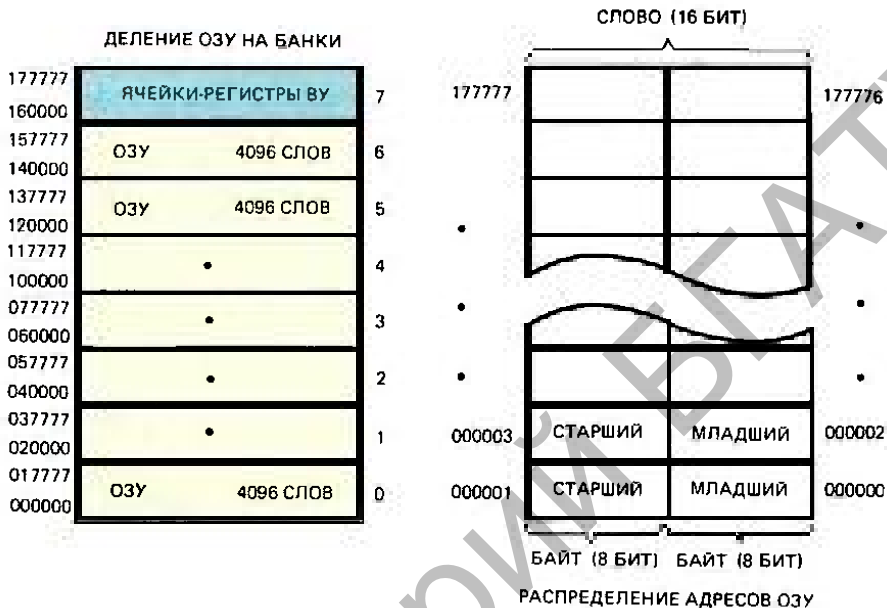 ДЕЛЕНИЕ ОЗУ НА БАНКИ
177777
160000
ЯЧЕЙКИ-РЕГИСТРЫ ВУ
7
157777
140000
ОЗУ 4096 СЛОВ
6
137777
120000
ОЗУ 4096 СЛОВ
5
117777
100000
4
077777
060000
3
057777
040000
2
037777
020000
1
017777
000000
ОЗУ 4096 СЛОВ
0
СЛОВО (16 БИТ)
177777
177776
000003 СТАРШИЙ МЛАДШИЙ 000002
000001 СТАРШИЙ МЛАДШИЙ 000000
БАЙТ (8 БИТ) БАЙТ (8 БИТ)
РАСПРЕДЕЛЕНИЕ АДРЕСОВ ОЗУ